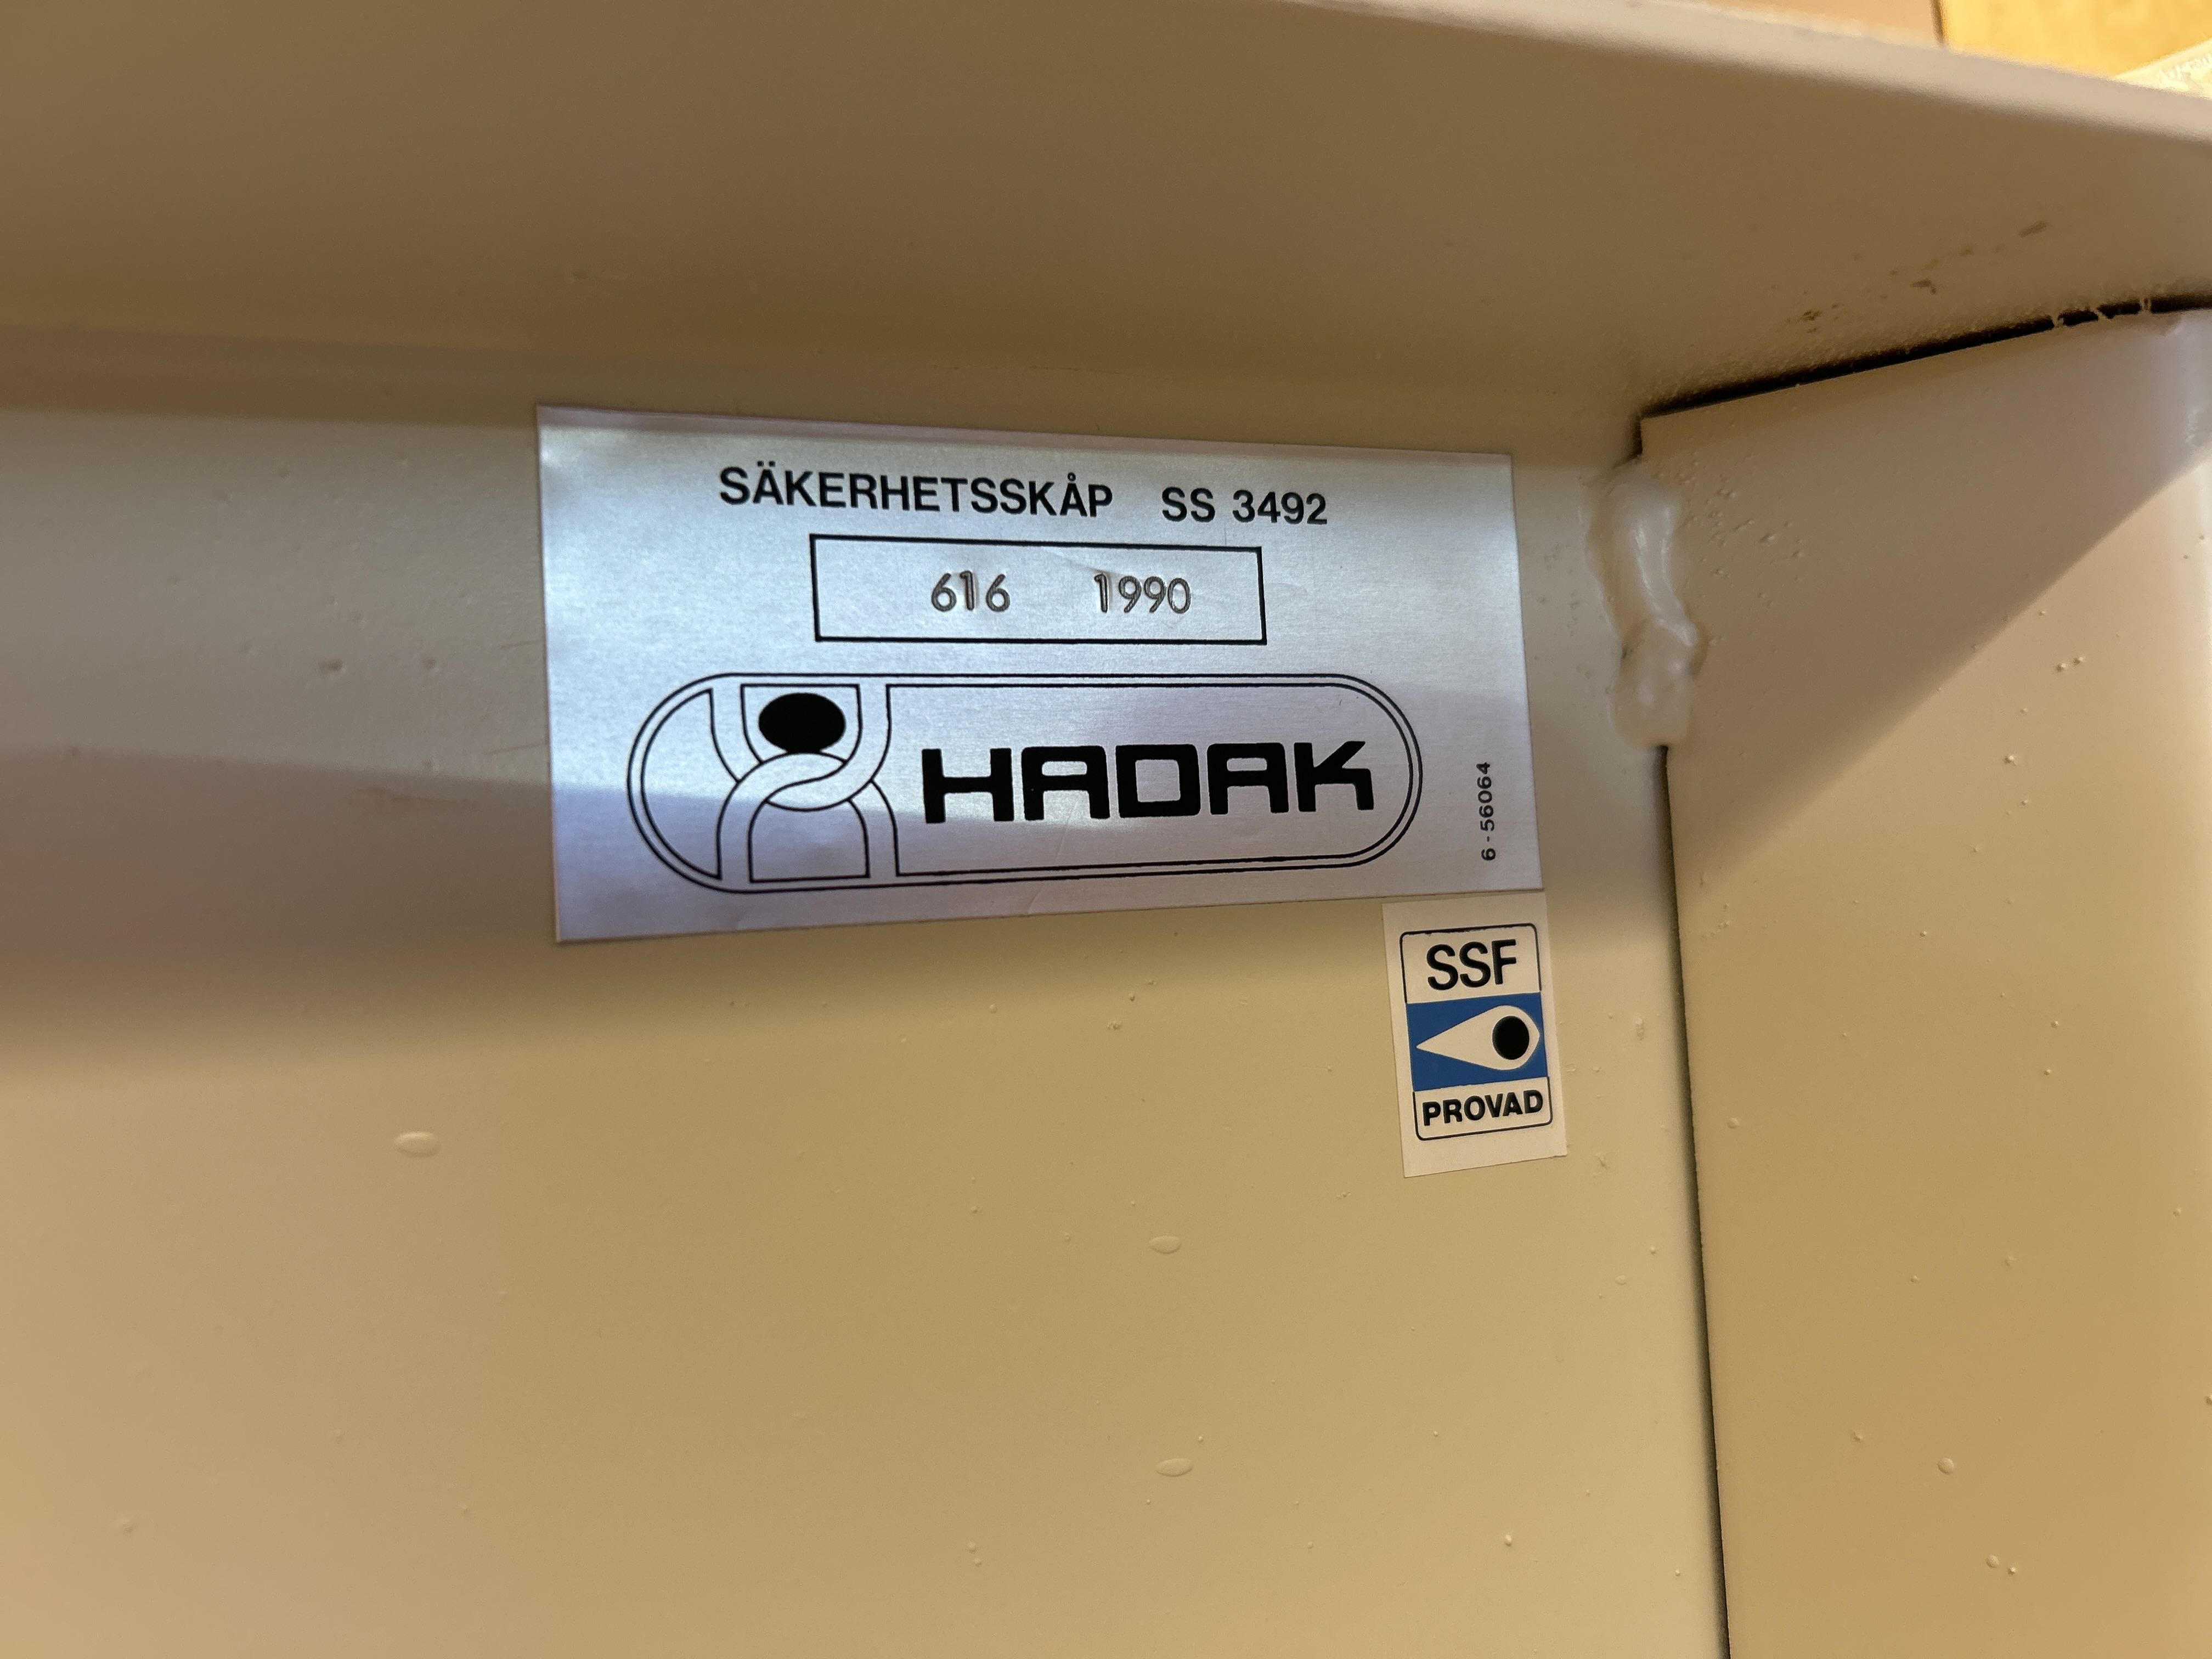 SÄKERHETSSKÅP SS 3492
616 1990
HADAK
6-56064
SSF
PROVAD